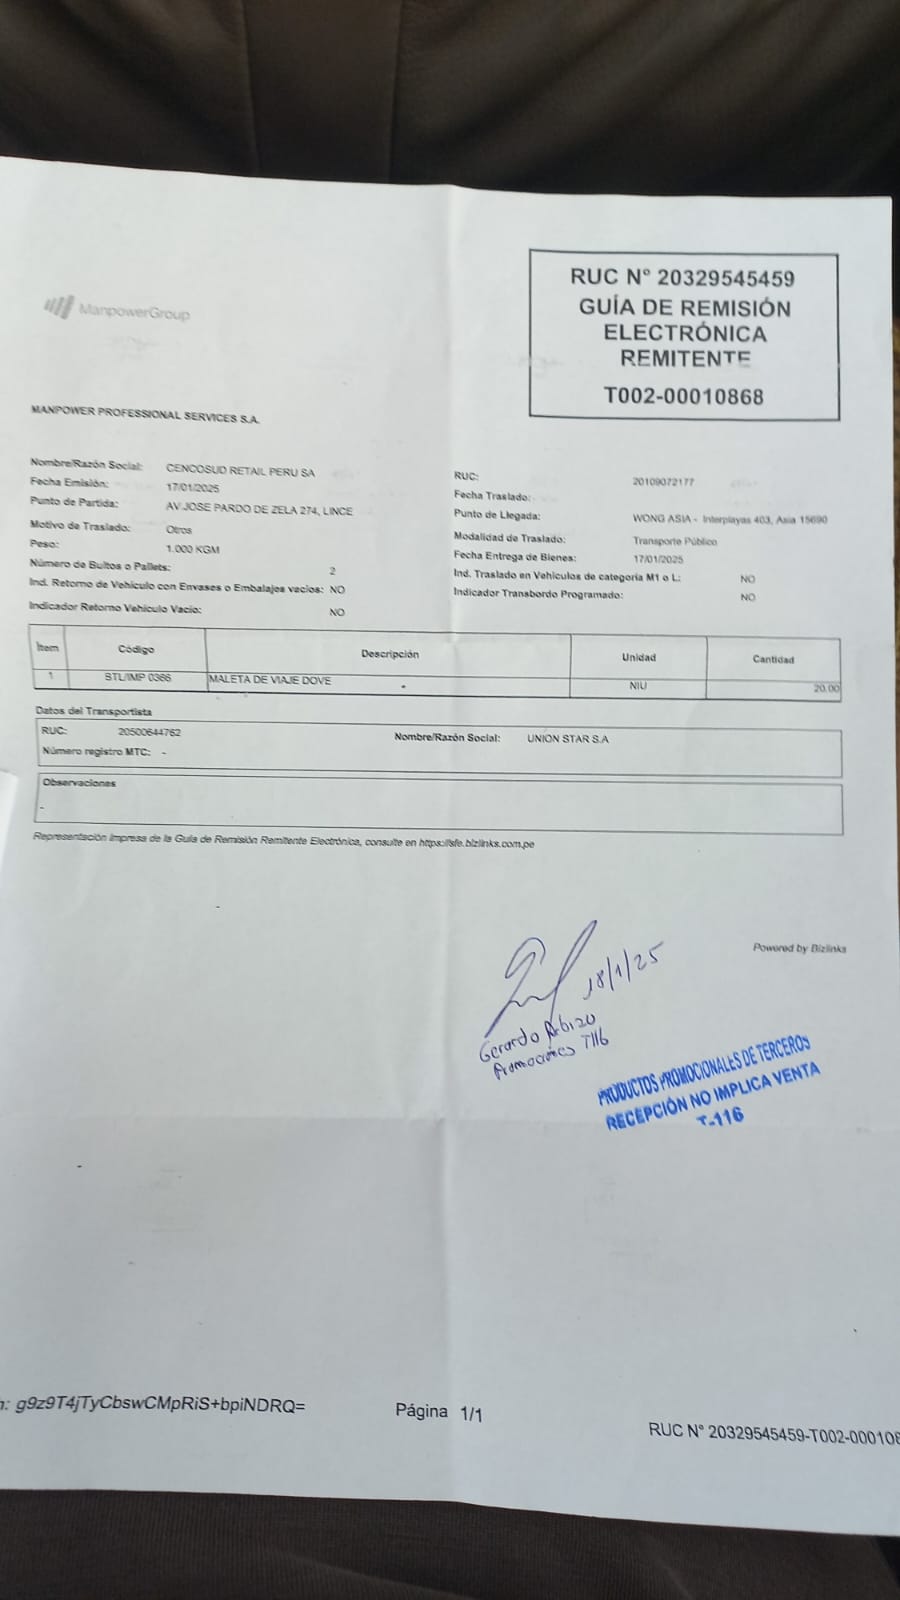 ManpowerGroup
RUC N° 20329545459
GUÍA DE REMISIÓN
ELECTRÓNICA
REMITENTE
T002-00010868
MANPOWER PROFESSIONAL SERVICES S.A.
Nombre/Razón Social: CENCOSUD RETAIL PERU SA
Fecha Emisión: 17/01/2025
Punto de Partida: AV JOSE PARDO DE ZELA 274, LINCE
Motivo de Traslado: Otros
Peso: 1.000 KGM
Número de Bultos o Pallets: 2
Ind. Retorno de Vehículo con Envases o Embalajes vacíos: NO
Indicador Retorno Vehículo Vacío: NO
RUC: 20109072177
Fecha Traslado:
Punto de Llegada: WONG ASIA - Interplayas 403, Asia 15690
Modalidad de Traslado: Transporte Público
Fecha Entrega de Bienes: 17/01/2025
Ind. Traslado en Vehículos de categoría M1 o L: NO
Indicador Transbordo Programado: NO
Ítem Código Descripción Unidad Cantidad
1 STL/IMP 0366 MALETA DE VIAJE DOVE - NIU 20.00
Datos del Transportista
RUC: 20500644762 Nombre/Razón Social: UNION STAR S.A
Número registro MTC: -
Observaciones
-
Representación Impresa de la Guía de Remisión Remitente Electrónica, consulte en https://sfe.bizlinks.com.pe
Powered by Bizlinks
18/1/25
Gerardo Arbizo
Promociones T116
PRODUCTOS PROMOCIONALES DE TERCEROS
RECEPCIÓN NO IMPLICA VENTA
T-116
h: g9z9T4jTyCbswCMpRiS+bpiNDRQ=
Página 1/1
RUC N° 20329545459-T002-000108